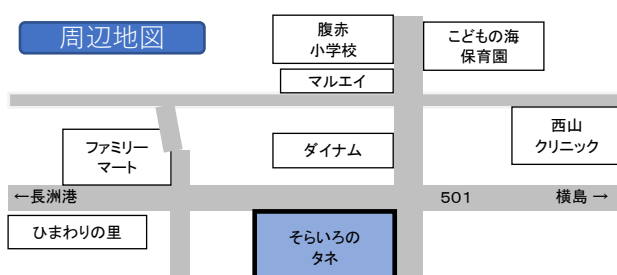 周辺地図
腹赤
小学校
こどもの海
保育園
マルエイ
西山
クリニック
ファミリー
マート
ダイナム
←長洲港
501
横島→
ひまわりの里
そらいろの
タネ